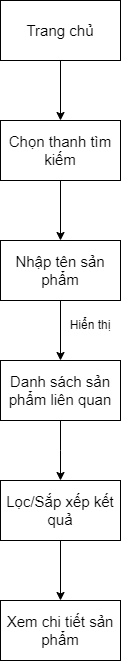 Trang chủ
Chọn thanh tìm
kiếm
Nhập tên sản
phẩm
Hiển thị
Danh sách sản
phẩm liên quan
Lọc/Sắp xếp kết
quả
Xem chi tiết sản
phẩm